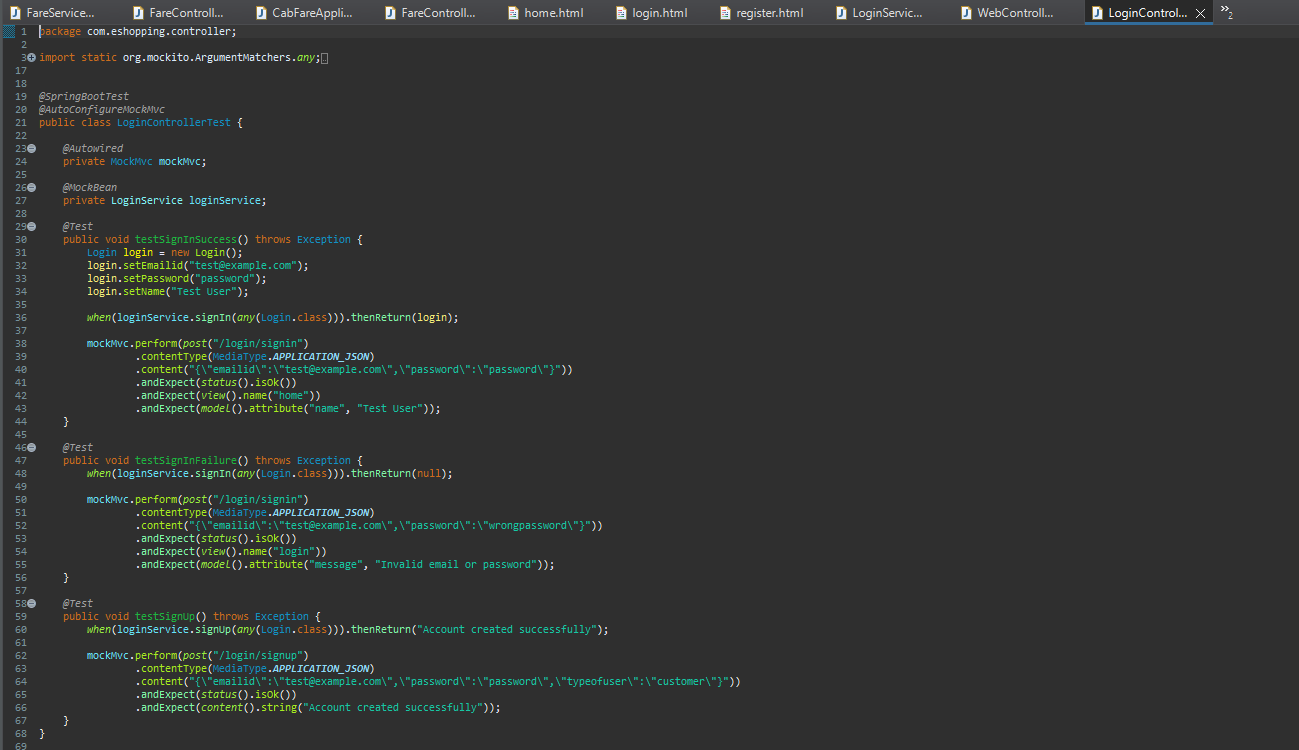 FareService... FareControll... CabFareAppli... FareControll... home.html login.html register.html LoginServic... WebControll... LoginControl... »2
1 package com.eshopping.controller;
2
3 import static org.mockito.ArgumentMatchers.any;
17
18
19 @SpringBootTest
20 @AutoConfigureMockMvc
21 public class LoginControllerTest {
22
23 @Autowired
24 private MockMvc mockMvc;
25
26 @MockBean
27 private LoginService loginService;
28
29 @Test
30 public void testSignInSuccess() throws Exception {
31 Login login = new Login();
32 login.setEmailid("test@example.com");
33 login.setPassword("password");
34 login.setName("Test User");
35
36 when(loginService.signIn(any(Login.class))).thenReturn(login);
37
38 mockMvc.perform(post("/login/signin")
39 .contentType(MediaType.APPLICATION_JSON)
40 .content("{\"emailid\":\"test@example.com\",\"password\":\"password\"}"))
41 .andExpect(status().isOk())
42 .andExpect(view().name("home"))
43 .andExpect(model().attribute("name", "Test User"));
44 }
45
46 @Test
47 public void testSignInFailure() throws Exception {
48 when(loginService.signIn(any(Login.class))).thenReturn(null);
49
50 mockMvc.perform(post("/login/signin")
51 .contentType(MediaType.APPLICATION_JSON)
52 .content("{\"emailid\":\"test@example.com\",\"password\":\"wrongpassword\"}"))
53 .andExpect(status().isOk())
54 .andExpect(view().name("login"))
55 .andExpect(model().attribute("message", "Invalid email or password"));
56 }
57
58 @Test
59 public void testSignUp() throws Exception {
60 when(loginService.signUp(any(Login.class))).thenReturn("Account created successfully");
61
62 mockMvc.perform(post("/login/signup")
63 .contentType(MediaType.APPLICATION_JSON)
64 .content("{\"emailid\":\"test@example.com\",\"password\":\"password\",\"typeofuser\":\"customer\"}"))
65 .andExpect(status().isOk())
66 .andExpect(content().string("Account created successfully"));
67 }
68 }
69